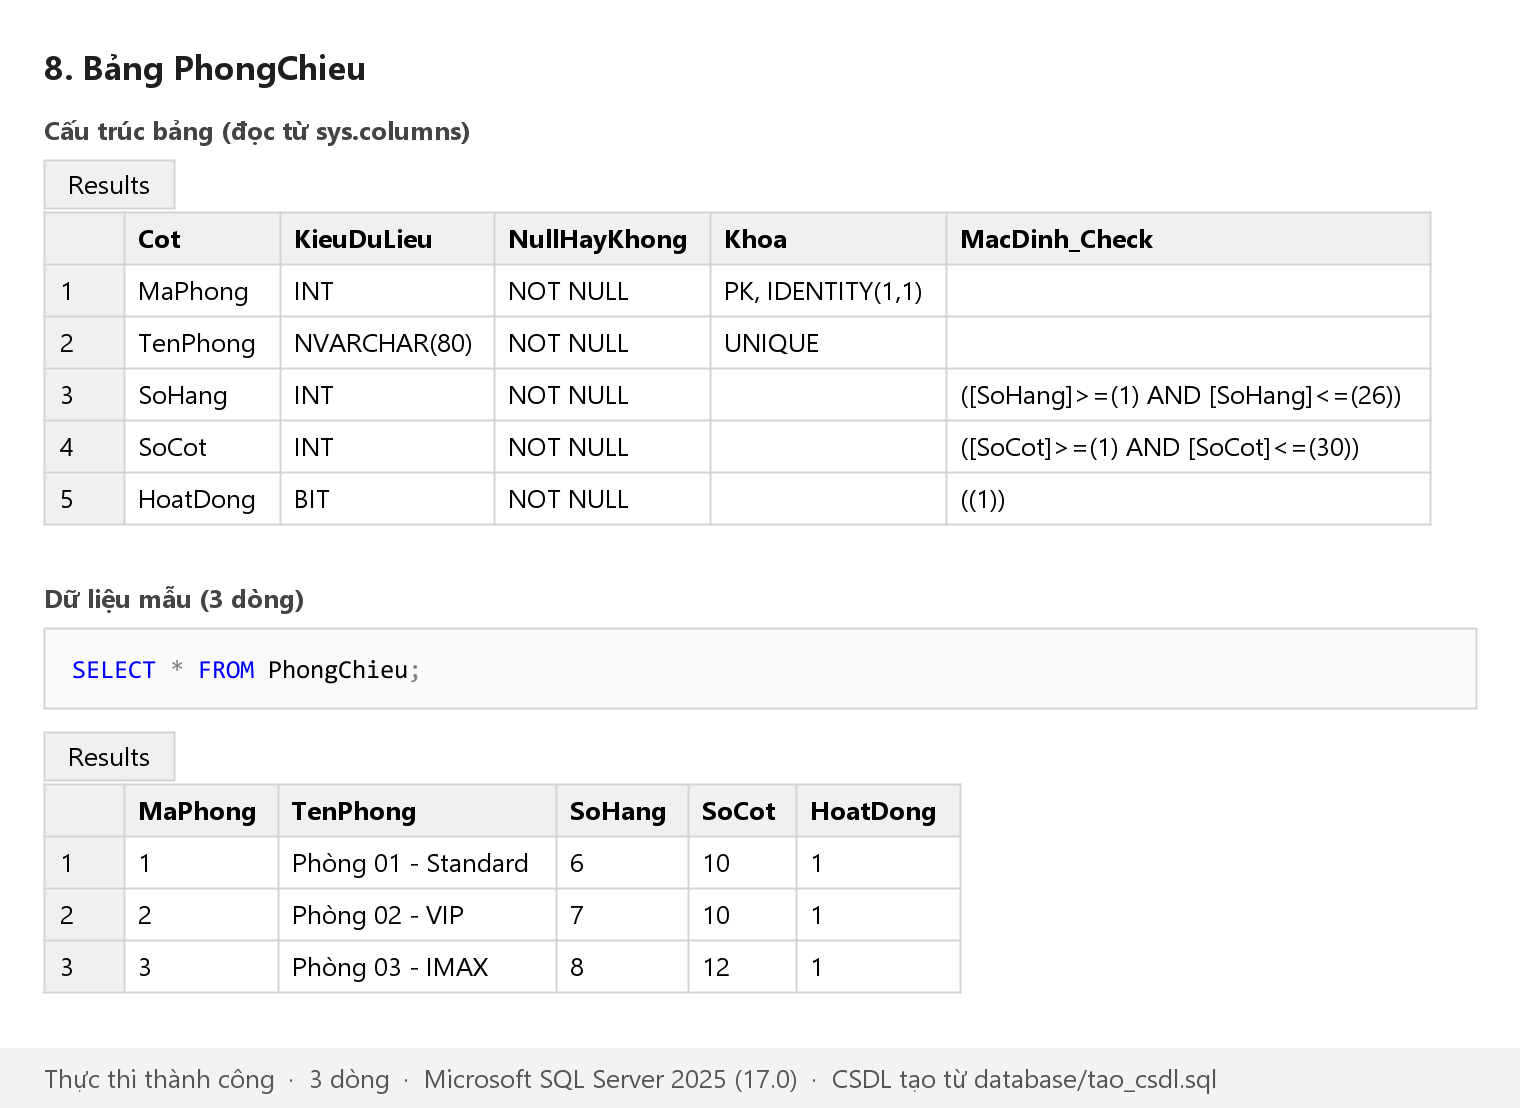 8. Bảng PhongChieu
Cấu trúc bảng (đọc từ sys.columns)
Results
Cot KieuDuLieu NullHayKhong Khoa MacDinh_Check
1 MaPhong INT NOT NULL PK, IDENTITY(1,1)
2 TenPhong NVARCHAR(80) NOT NULL UNIQUE
3 SoHang INT NOT NULL ([SoHang]>=(1) AND [SoHang]<=(26))
4 SoCot INT NOT NULL ([SoCot]>=(1) AND [SoCot]<=(30))
5 HoatDong BIT NOT NULL ((1))
Dữ liệu mẫu (3 dòng)
SELECT * FROM PhongChieu;
Results
MaPhong TenPhong SoHang SoCot HoatDong
1 1 Phòng 01 - Standard 6 10 1
2 2 Phòng 02 - VIP 7 10 1
3 3 Phòng 03 - IMAX 8 12 1
Thực thi thành công · 3 dòng · Microsoft SQL Server 2025 (17.0) · CSDL tạo từ database/tao_csdl.sql